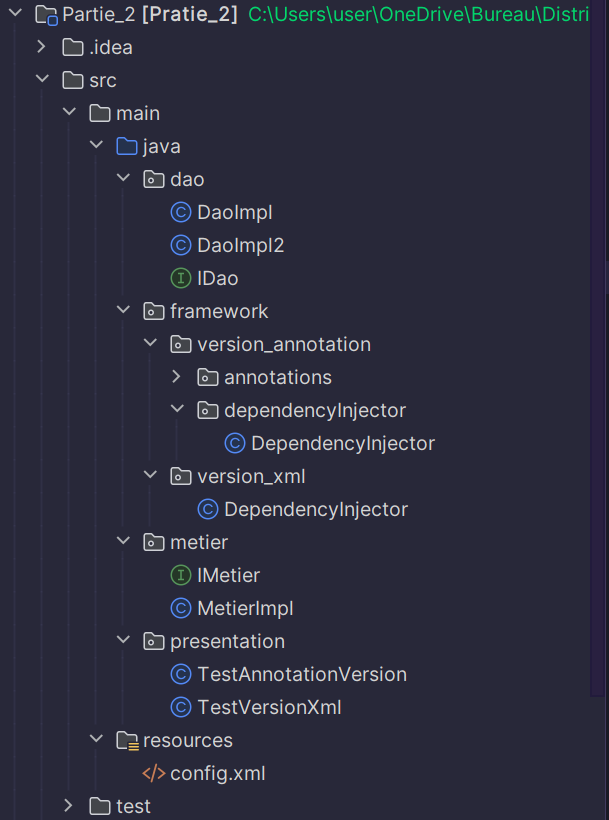 Partie_2 [Pratie_2] C:\Users\user\OneDrive\Bureau\Distri
.idea
src
main
java
dao
C DaoImpl
C DaoImpl2
I IDao
framework
version_annotation
annotations
dependencyInjector
C DependencyInjector
version_xml
C DependencyInjector
metier
I IMetier
C MetierImpl
presentation
C TestAnnotationVersion
C TestVersionXml
resources
</> config.xml
test